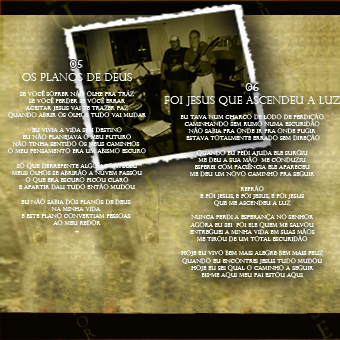 05
OS PLANOS DE DEUS
SE VOCÊ SOFRER NÃO OLHE PRA TRÁZ
SE VOCÊ PERDER SE VOCÊ ERRAR
ACEITAR JESUS VAI TE TRAZER PAZ
QUANDO ABRIR OS OLHOS TUDO VAI MUDAR
EU VIVIA A VIDA SEM DESTINO
EU NÃO PLANEJAVA O MEU FUTURO
NÃO TINHA SENTIDO OS MEUS CAMINHOS
O MEU PENSAMENTO ERA UM ABISMO ESCURO
SÓ QUE DERREPENTE ALGO
MEUS OLHOS SE ABRIRÃO A NUVEM PASSOU
O QUE ERA ESCURO FICOU CLARO
E APARTIR DALI TUDO ENTÃO MUDOU
EU NÃO SABIA DOS PLANOS DE DEUS
NA MINHA VIDA
E ESTE PLANO CONVERTIAM PESSOAS
AO MEU REDOR
06
FOI JESUS QUE ASCENDEU A LUZ
EU TAVA NUM CHARCO DE LODO DE PERDIÇÃO
CAMINHANDO SEM RUMO NUMA ESCURIDÃO
NÃO SABIA PRA ONDE IR PRA ONDE FUGIR
ESTAVA TOTALMENTE ERRADO SEM DIREÇÃO
QUANDO EU PEDI AJUDA ELE SURGIU
ME DEU A SUA MÃO ME CONDUZIU
ESPEREI COM PACIÊNCIA ELE APARECEU
ME DEU UM NOVO CAMINHO PRA SEGUIR
REFRÃO
E FOI JESUS, E FOI JESUS, E FOI JESUS
QUE ME ASCENDEU A LUZ
NUNCA PERDI A ESPERANÇA NO SENHOR
AGORA EU SEI FOI ELE QUEM ME SALVOU
ENTREGUEI A MINHA VIDA EM SUAS MÃOS
ME TIROU DE UM TOTAL ESCURIDÃO
HOJE EU VIVO BEM MAIS ALEGRE BEM MAIS FELIZ
QUANDO EU ENCONTREI JESUS TUDO MUDOU
HOJE EU SEI QUAL O CAMINHO A SEGUIR
EIS-ME AQUI MEU PAI ESTOU AQUI